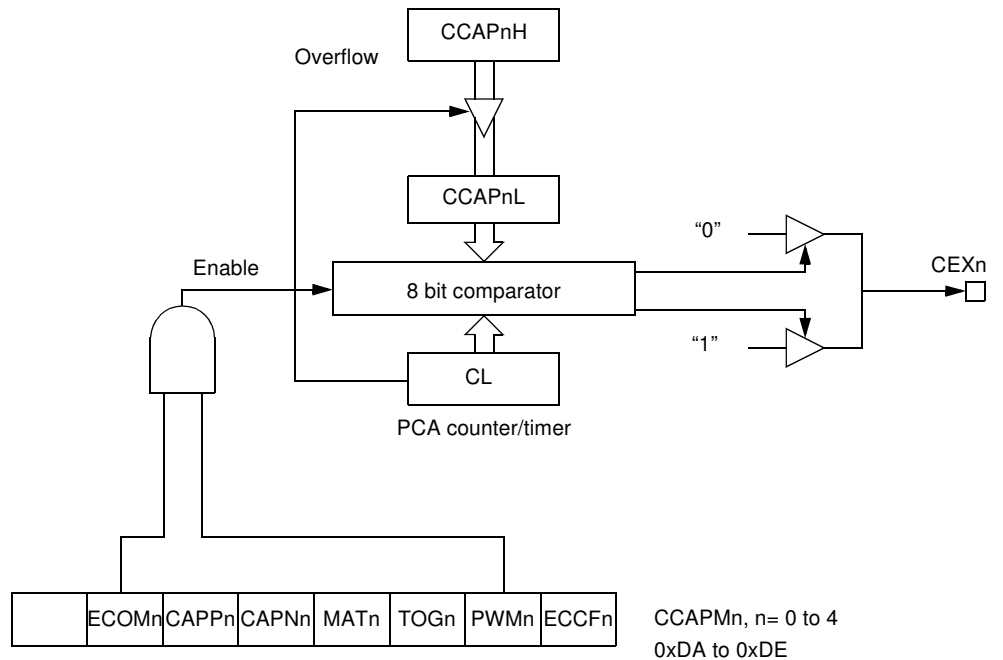 CCAPnH
Overflow
CCAPnL
“0”
Enable
CEXn
8 bit comparator
“1”
CL
PCA counter/timer
ECOMn CAPPn CAPNn MATn TOGn PWMn ECCFn
CCAPMn, n= 0 to 4
0xDA to 0xDE